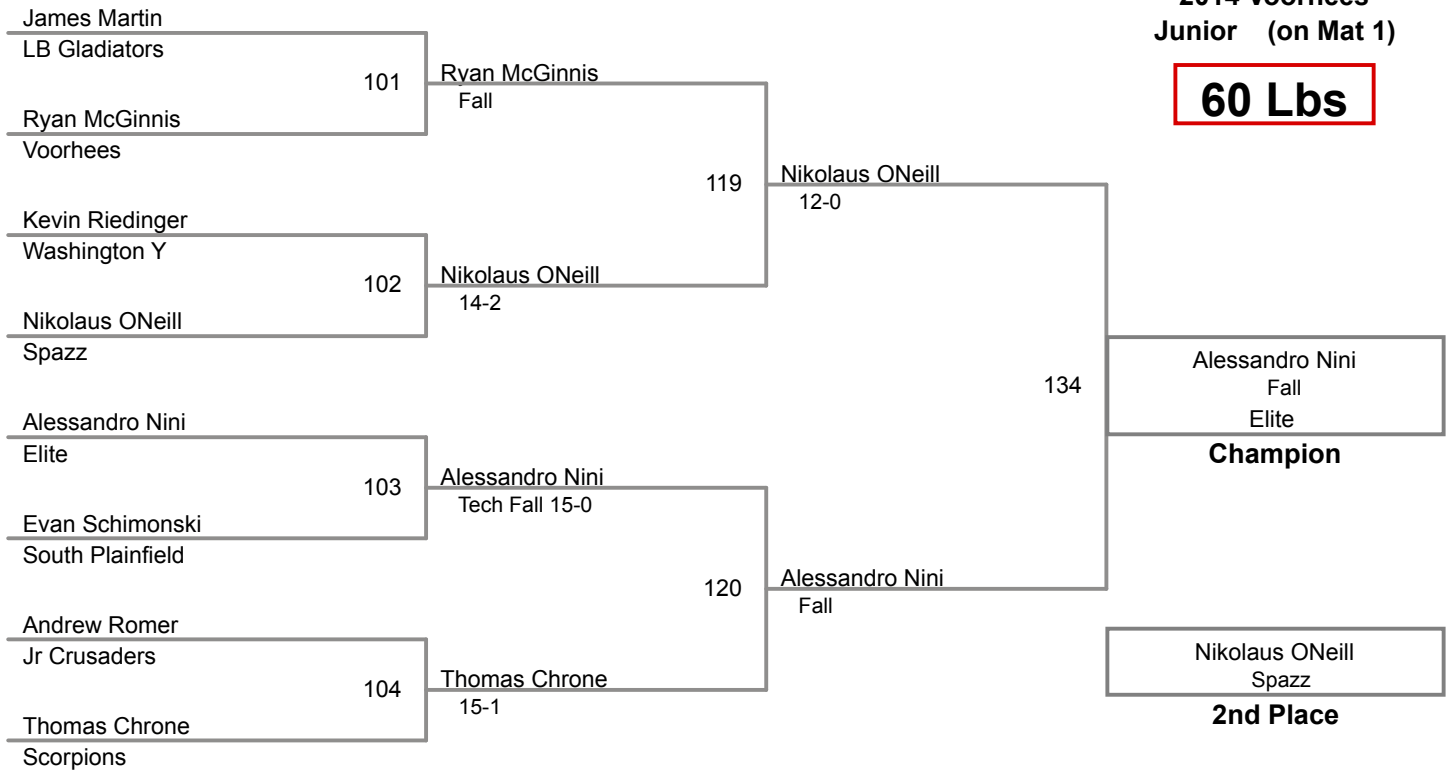 2014 Voorhees
Junior (on Mat 1)
60 Lbs
James Martin
LB Gladiators
101
Ryan McGinnis
Voorhees
Kevin Riedinger
Washington Y
102
Nikolaus ONeill
Spazz
Alessandro Nini
Elite
103
Evan Schimonski
South Plainfield
Andrew Romer
Jr Crusaders
104
Thomas Chrone
Scorpions
Ryan McGinnis
Fall
119
Nikolaus ONeill
14-2
Alessandro Nini
Tech Fall 15-0
120
Thomas Chrone
15-1
Nikolaus ONeill
12-0
134
Alessandro Nini
Fall
Alessandro Nini
Fall
Elite
Champion
Nikolaus ONeill
Spazz
2nd Place